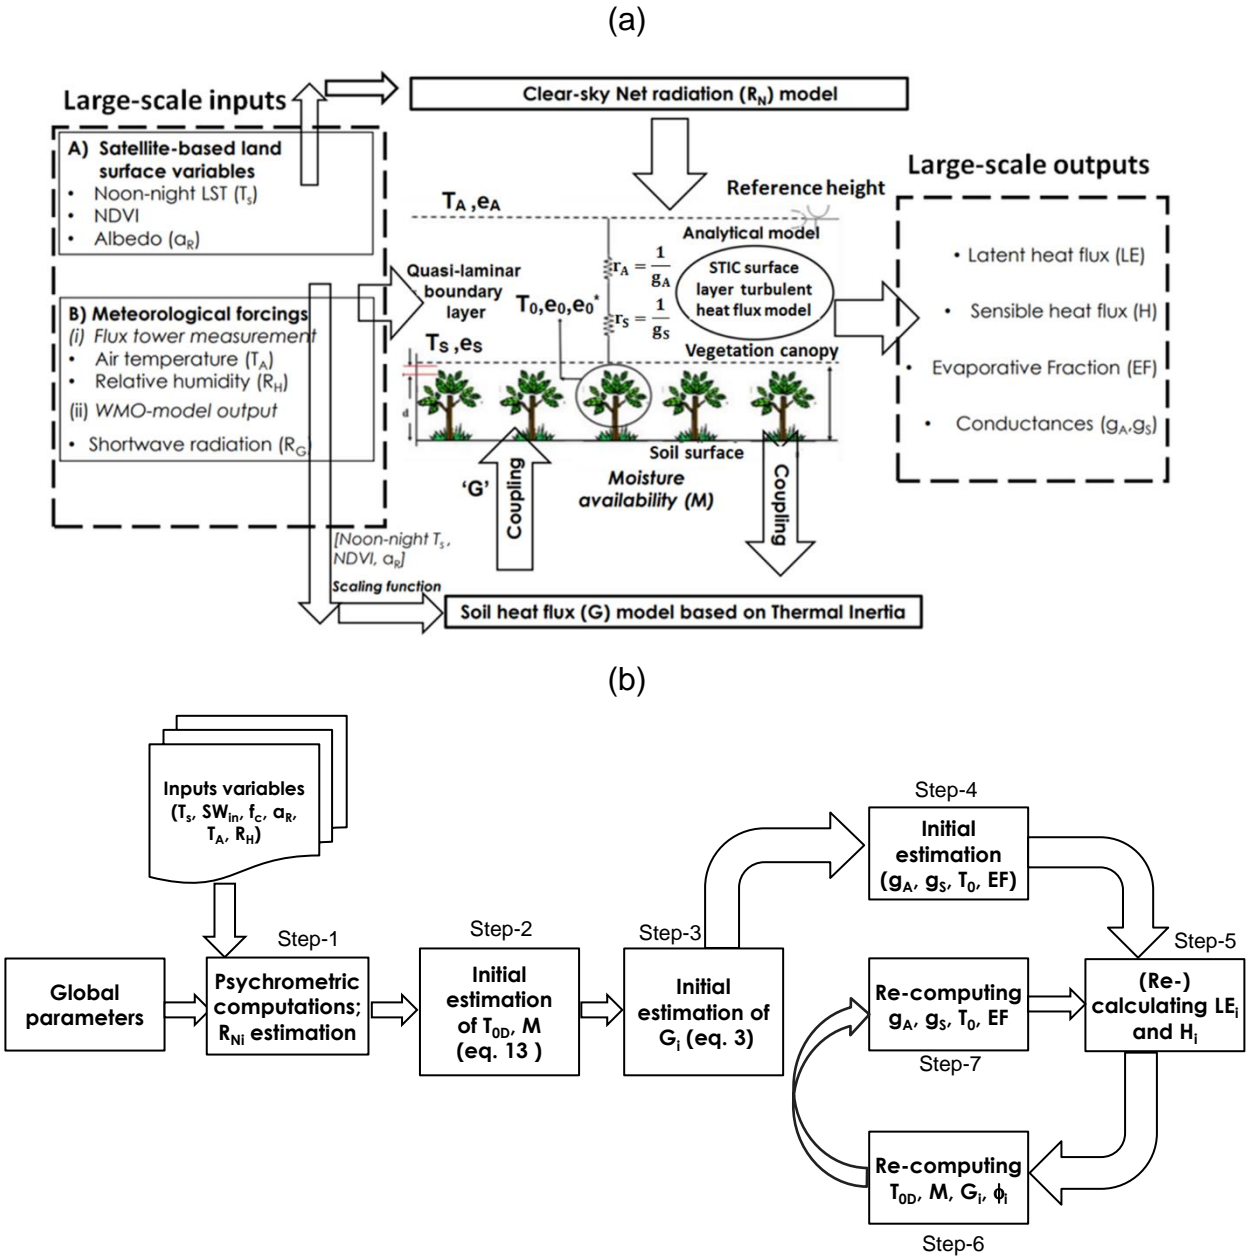 (a)
Large-scale inputs
Clear-sky Net radiation (RN) model
A) Satellite-based land
surface variables
• Noon-night LST (Ts)
• NDVI
• Albedo (aR)
B) Meteorological forcings
(i) Flux tower measurement
• Air temperature (TA)
• Relative humidity (RH)
(ii) WMO-model output
• Shortwave radiation (RG)
Quasi-laminar
boundary
layer
TA ,eA
Reference height
Analytical model
rA = 1/gA
rS = 1/gS
STIC surface
layer turbulent
heat flux model
T0,e0,e0*
TS ,eS
Vegetation canopy
d
Soil surface
Moisture
availability (M)
'G'
Coupling
Coupling
[Noon-night Ts,
NDVI, aR]
Scaling function
Soil heat flux (G) model based on Thermal Inertia
Large-scale outputs
• Latent heat flux (LE)
• Sensible heat flux (H)
• Evaporative Fraction (EF)
• Conductances (gA,gS)
(b)
Inputs variables
(Ts, SWin, fc, aR,
TA, RH)
Global
parameters
Step-1
Psychrometric
computations;
RNi estimation
Step-2
Initial
estimation
of T0D, M
(eq. 13 )
Step-3
Initial
estimation of
Gi (eq. 3)
Step-4
Initial
estimation
(gA, gS, T0, EF)
Step-5
(Re-)
calculating LEi
and Hi
Re-computing
gA, gS, T0, EF
Step-7
Re-computing
T0D, M, Gi, ϕi
Step-6